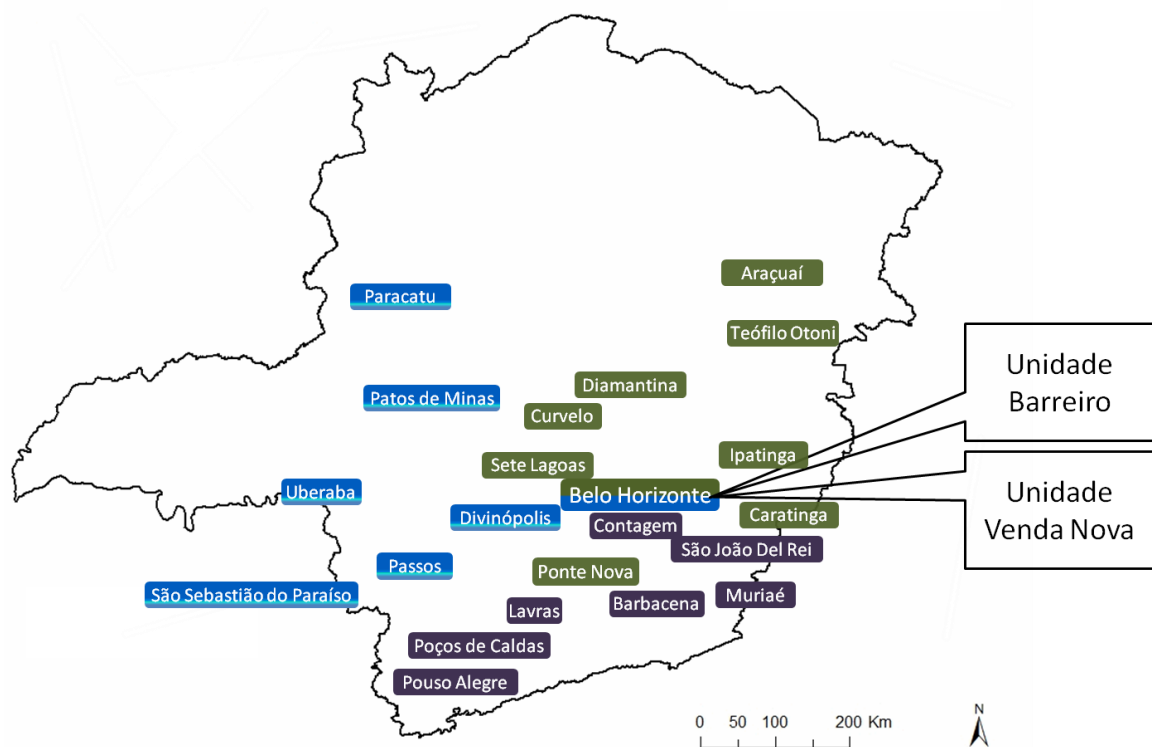 Araçuaí
Paracatu
Teófilo Otoni
Unidade
Barreiro
Diamantina
Patos de Minas
Curvelo
Ipatinga
Sete Lagoas
Uberaba
Belo Horizonte
Unidade
Venda Nova
Divinópolis
Caratinga
Contagem
São João Del Rei
Passos
Ponte Nova
São Sebastião do Paraíso
Muriaé
Barbacena
Lavras
Poços de Caldas
Pouso Alegre
N
0 50 100 200 Km